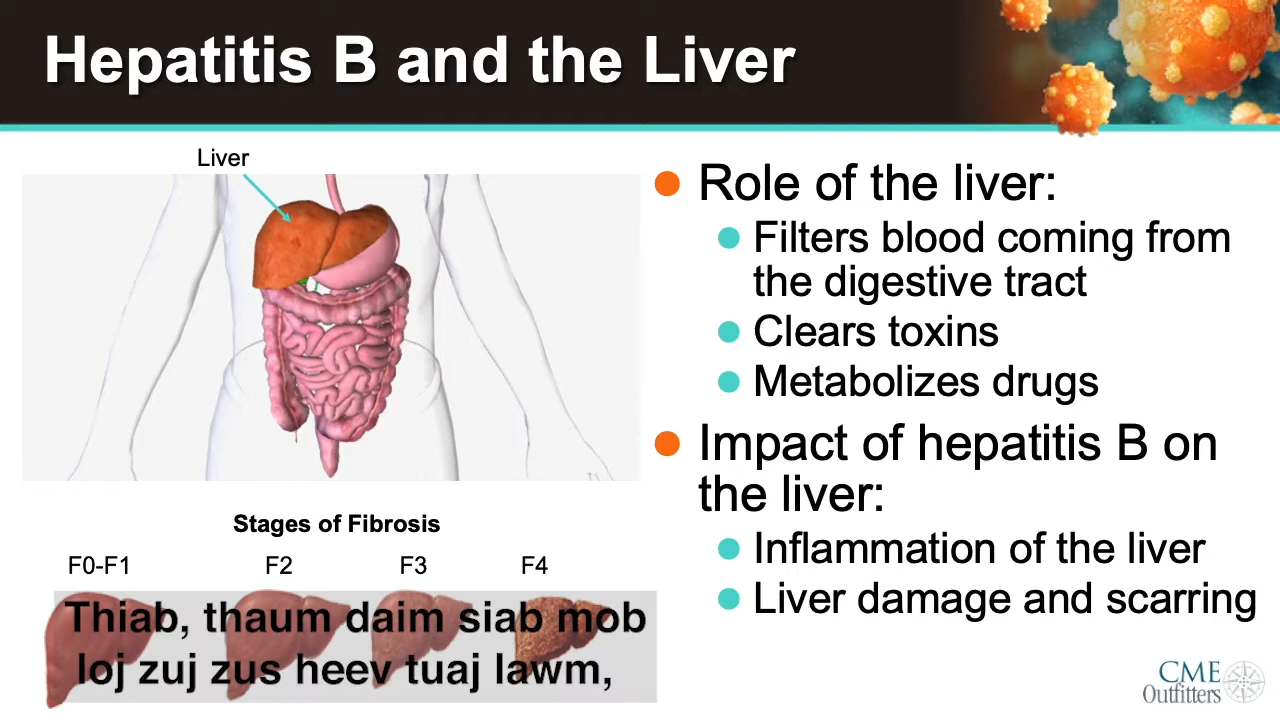 Hepatitis B and the Liver
Liver
Stages of Fibrosis
F0-F1 F2 F3 F4
Thiab, thaum daim siab mob
loj zuj zus heev tuaj lawm,
Role of the liver:
Filters blood coming from
the digestive tract
Clears toxins
Metabolizes drugs
Impact of hepatitis B on
the liver:
Inflammation of the liver
Liver damage and scarring
CME
Outfitters